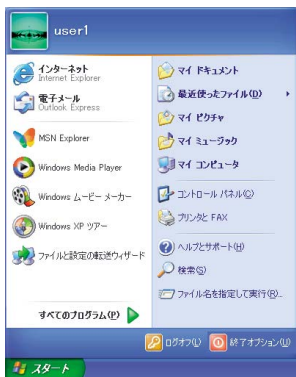 user1
インターネット
Internet Explorer
電子メール
Outlook Express
MSN Explorer
Windows Media Player
Windows ムービー メーカー
Windows XP ツアー
ファイルと設定の転送ウィザード
すべてのプログラム(P)
マイ ドキュメント
最近使ったファイル(D)
マイ ピクチャ
マイ ミュージック
マイ コンピュータ
コントロール パネル(C)
プリンタと FAX
ヘルプとサポート(H)
検索(S)
ファイル名を指定して実行(R)...
ログオフ(L)
終了オプション(U)
スタート